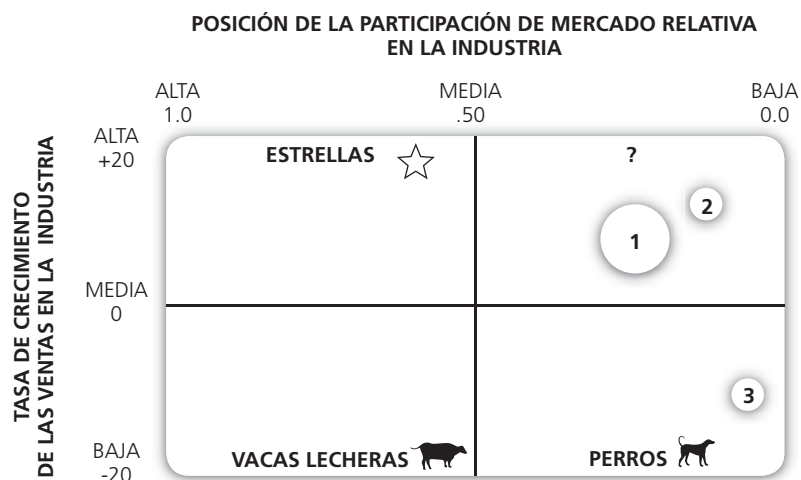 POSICIÓN DE LA PARTICIPACIÓN DE MERCADO RELATIVA
EN LA INDUSTRIA
ALTA
1.0
MEDIA
.50
BAJA
0.0
TASA DE CRECIMIENTO
DE LAS VENTAS EN LA INDUSTRIA
ALTA
+20
ESTRELLAS
?
2
1
MEDIA
0
3
BAJA
-20
VACAS LECHERAS
PERROS